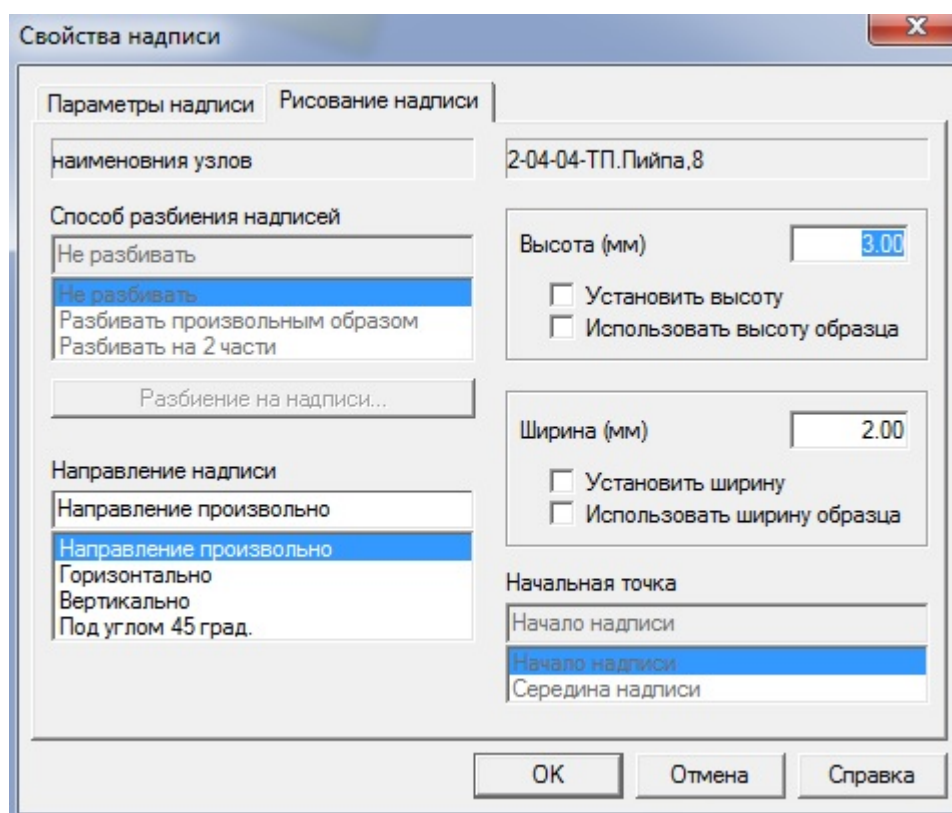 Свойства надписи
Параметры надписи
Рисование надписи
наименовния узлов
2-04-04-ТП.Пийпа,8
Способ разбиения надписей
Не разбивать
Не разбивать
Разбивать произвольным образом
Разбивать на 2 части
Разбиение на надписи...
Направление надписи
Направление произвольно
Направление произвольно
Горизонтально
Вертикально
Под углом 45 град.
Высота (мм)
3.00
Установить высоту
Использовать высоту образца
Ширина (мм)
2.00
Установить ширину
Использовать ширину образца
Начальная точка
Начало надписи
Начало надписи
Середина надписи
OK
Отмена
Справка